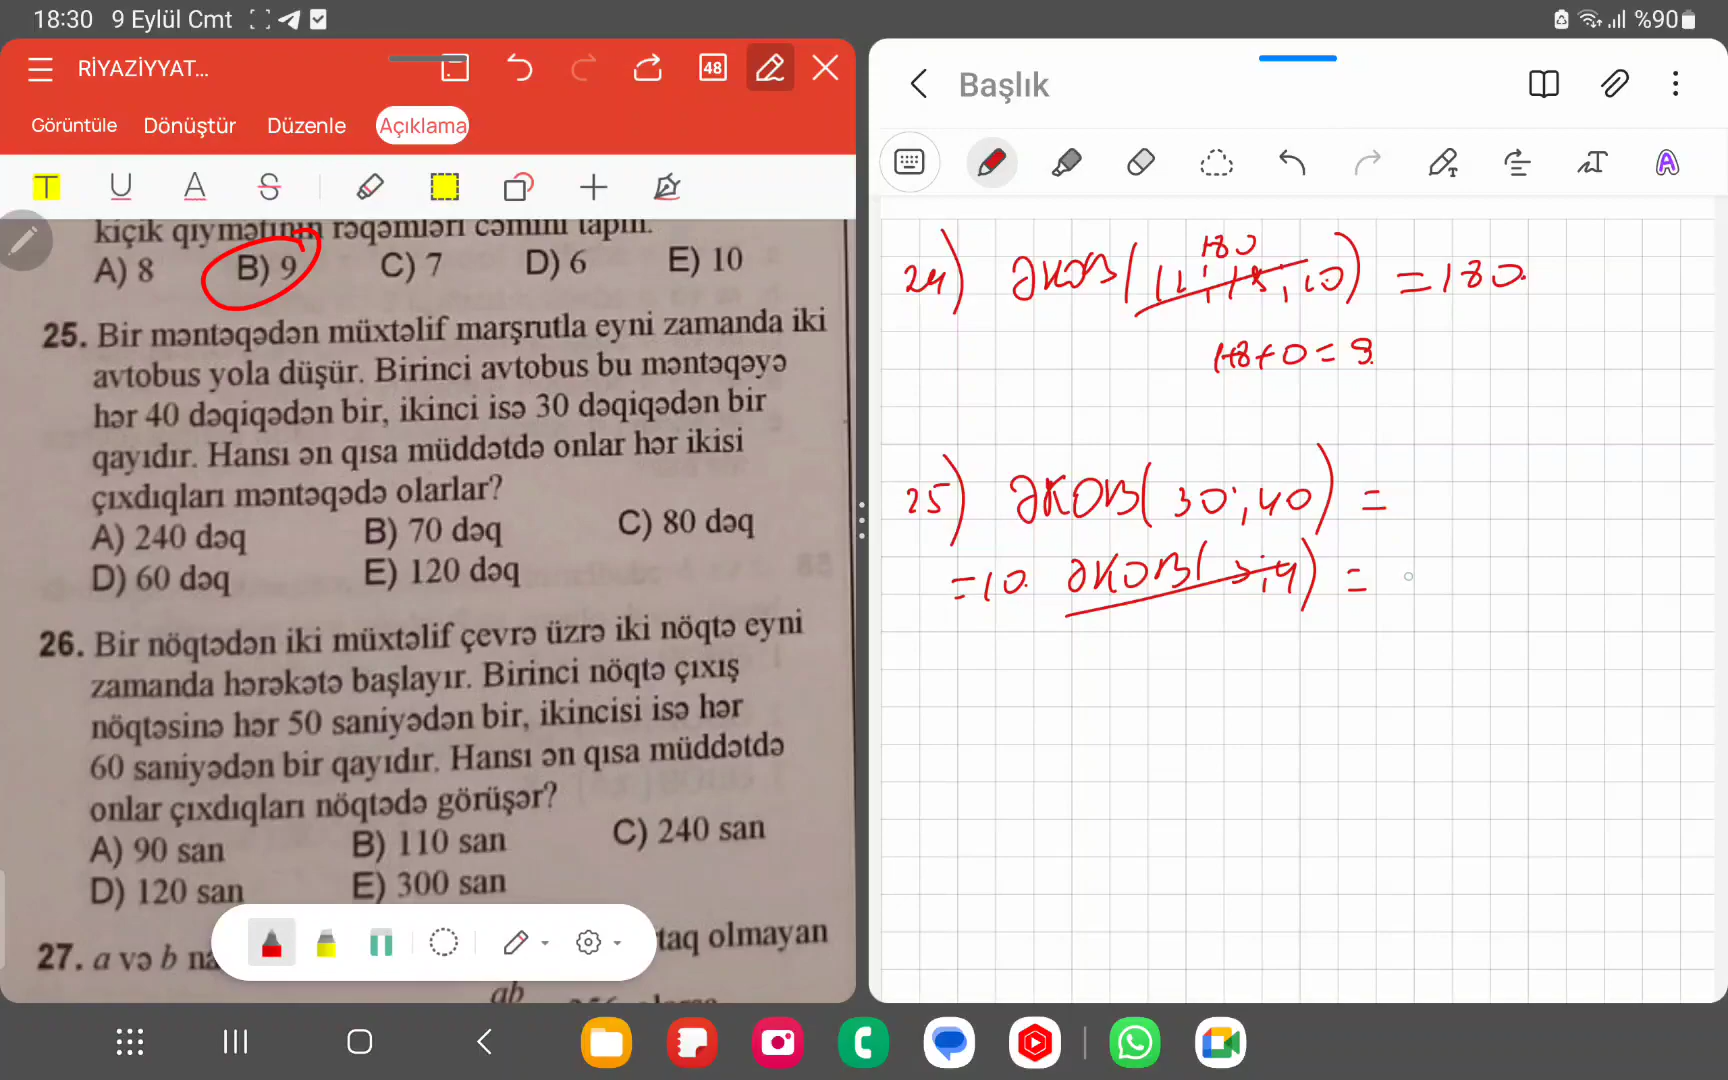 18:30 9 Eylül Cmt
%90
RİYAZİYYAT...
48
Görüntüle Dönüştür Düzenle Açıklama
kiçik qiymətinin rəqəmləri cəmini tapın.
A) 8 B) 9 C) 7 D) 6 E) 10
25. Bir məntəqədən müxtəlif marşrutla eyni zamanda iki
avtobus yola düşür. Birinci avtobus bu məntəqəyə
hər 40 dəqiqədən bir, ikinci isə 30 dəqiqədən bir
qayıdır. Hansı ən qısa müddətdə onlar hər ikisi
çıxdıqları məntəqədə olarlar?
A) 240 dəq B) 70 dəq C) 80 dəq
D) 60 dəq E) 120 dəq
26. Bir nöqtədən iki müxtəlif çevrə üzrə iki nöqtə eyni
zamanda hərəkətə başlayır. Birinci nöqtə çıxış
nöqtəsinə hər 50 saniyədən bir, ikincisi isə hər
60 saniyədən bir qayıdır. Hansı ən qısa müddətdə
onlar çıxdıqları nöqtədə görüşər?
A) 90 san B) 110 san C) 240 san
D) 120 san E) 300 san
27. a və b taq olmayan
ab
Başlık
180
24) ƏKOB( ) = 180
1+8+0=9
25) ƏKOB(30;40) =
=10. ƏKOB(3;4) =